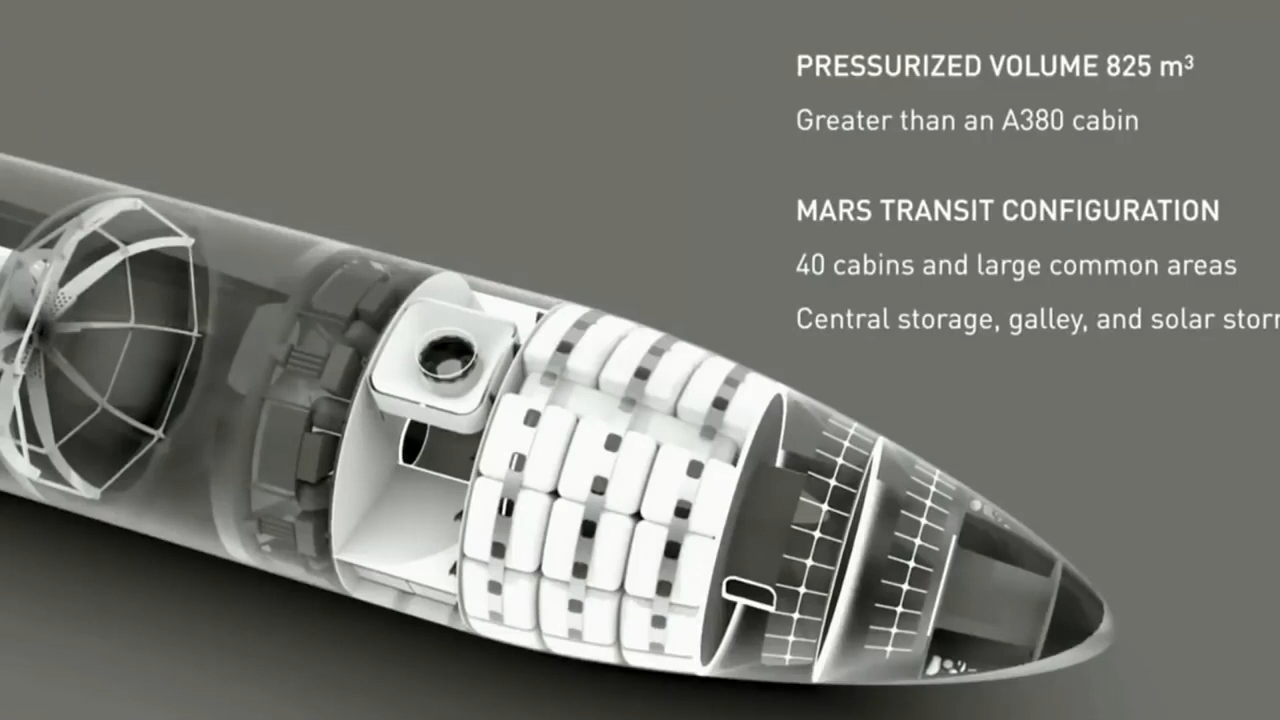 PRESSURIZED VOLUME 825 m³
Greater than an A380 cabin
MARS TRANSIT CONFIGURATION
40 cabins and large common areas
Central storage, galley, and solar